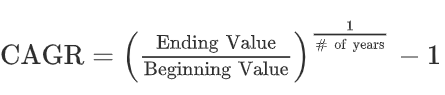 CAGR = (Ending Value / Beginning Value)^(1 / # of years) − 1